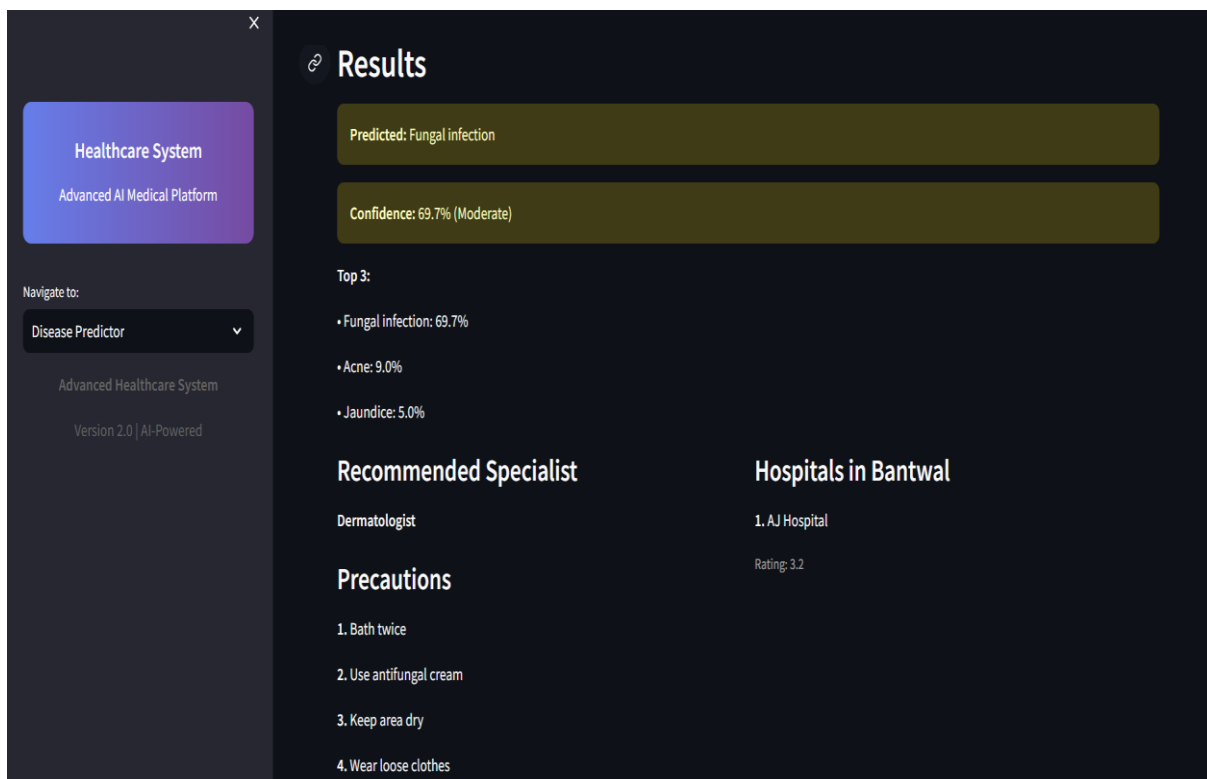 X
Healthcare System
Advanced AI Medical Platform
Navigate to:
Disease Predictor
Advanced Healthcare System
Version 2.0 | AI-Powered
Results
Predicted: Fungal infection
Confidence: 69.7% (Moderate)
Top 3:
• Fungal infection: 69.7%
• Acne: 9.0%
• Jaundice: 5.0%
Recommended Specialist
Dermatologist
Precautions
1. Bath twice
2. Use antifungal cream
3. Keep area dry
4. Wear loose clothes
Hospitals in Bantwal
1. AJ Hospital
Rating: 3.2